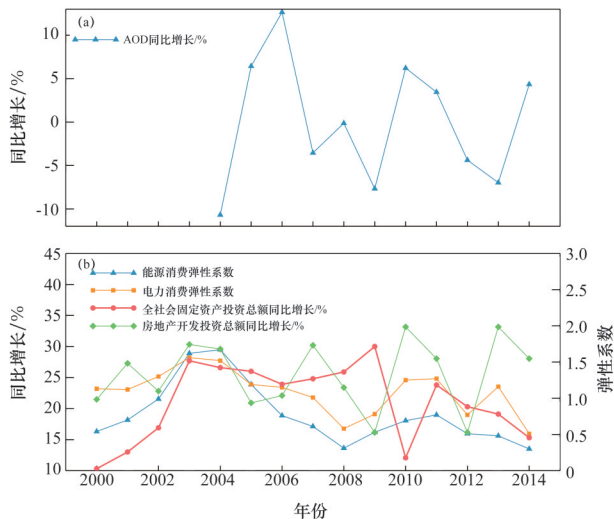 (a)
AOD同比增长/%
10
5
0
-5
-10
同比增长/%
(b)
能源消费弹性系数
电力消费弹性系数
全社会固定资产投资总额同比增长/%
房地产开发投资总额同比增长/%
45
40
35
30
25
20
15
10
同比增长/%
3.0
2.5
2.0
1.5
1.0
0.5
0
弹性系数
2000 2002 2004 2006 2008 2010 2012 2014
年份